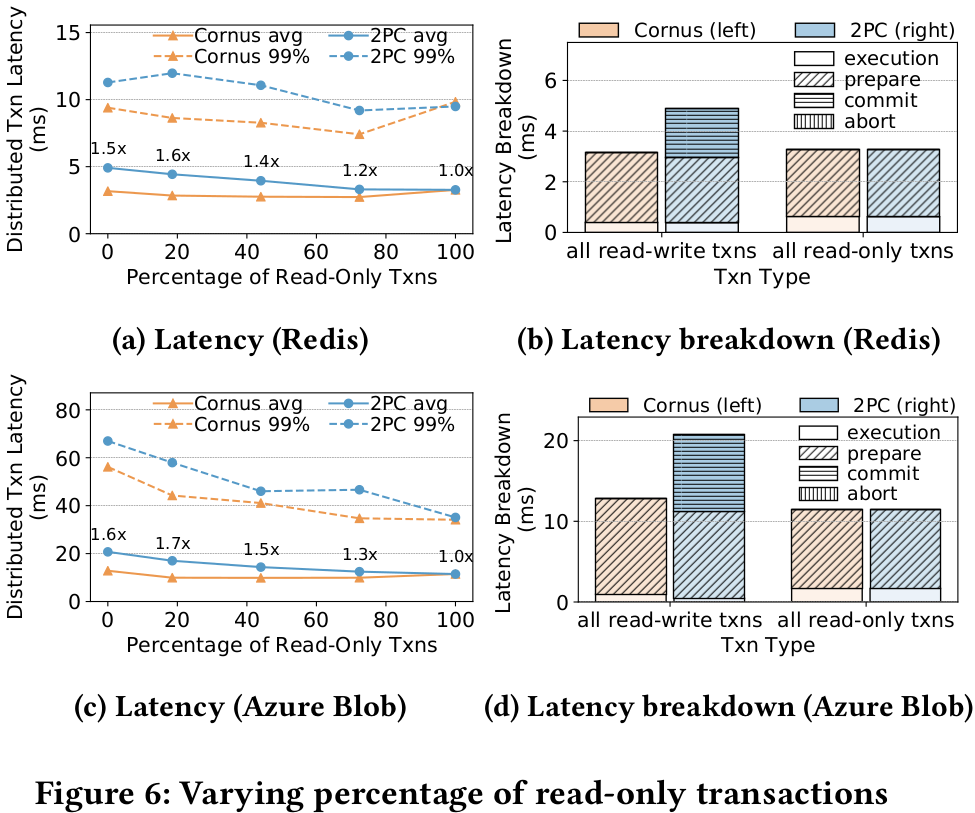 Cornus avg
2PC avg
Cornus 99%
2PC 99%
Distributed Txn Latency
(ms)
15
10
5
0
1.5x
1.6x
1.4x
1.2x
1.0x
0 20 40 60 80 100
Percentage of Read-Only Txns
(a) Latency (Redis)
Cornus (left)
2PC (right)
execution
prepare
commit
abort
Latency Breakdown
(ms)
6
4
2
0
all read-write txns
all read-only txns
Txn Type
(b) Latency breakdown (Redis)
Cornus avg
2PC avg
Cornus 99%
2PC 99%
Distributed Txn Latency
(ms)
80
60
40
20
0
1.6x
1.7x
1.5x
1.3x
1.0x
0 20 40 60 80 100
Percentage of Read-Only Txns
(c) Latency (Azure Blob)
Cornus (left)
2PC (right)
execution
prepare
commit
abort
Latency Breakdown
(ms)
20
10
0
all read-write txns
all read-only txns
Txn Type
(d) Latency breakdown (Azure Blob)
Figure 6: Varying percentage of read-only transactions